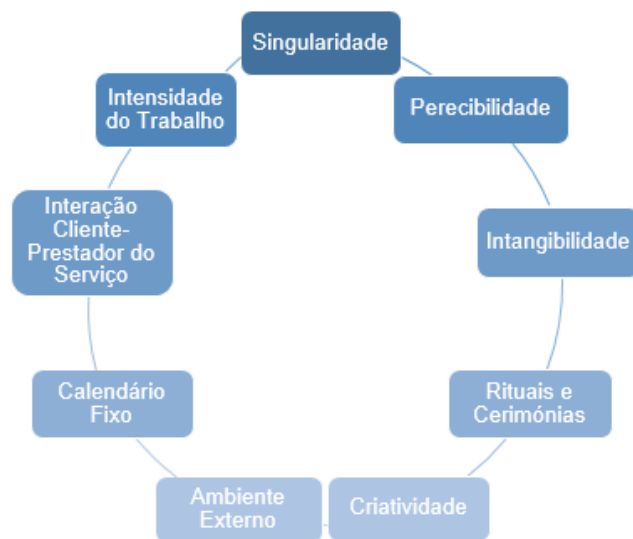 Singularidade
Perecibilidade
Intangibilidade
Rituais e
Cerimónias
Criatividade
Ambiente
Externo
Calendário
Fixo
Interação
Cliente-
Prestador do
Serviço
Intensidade
do Trabalho